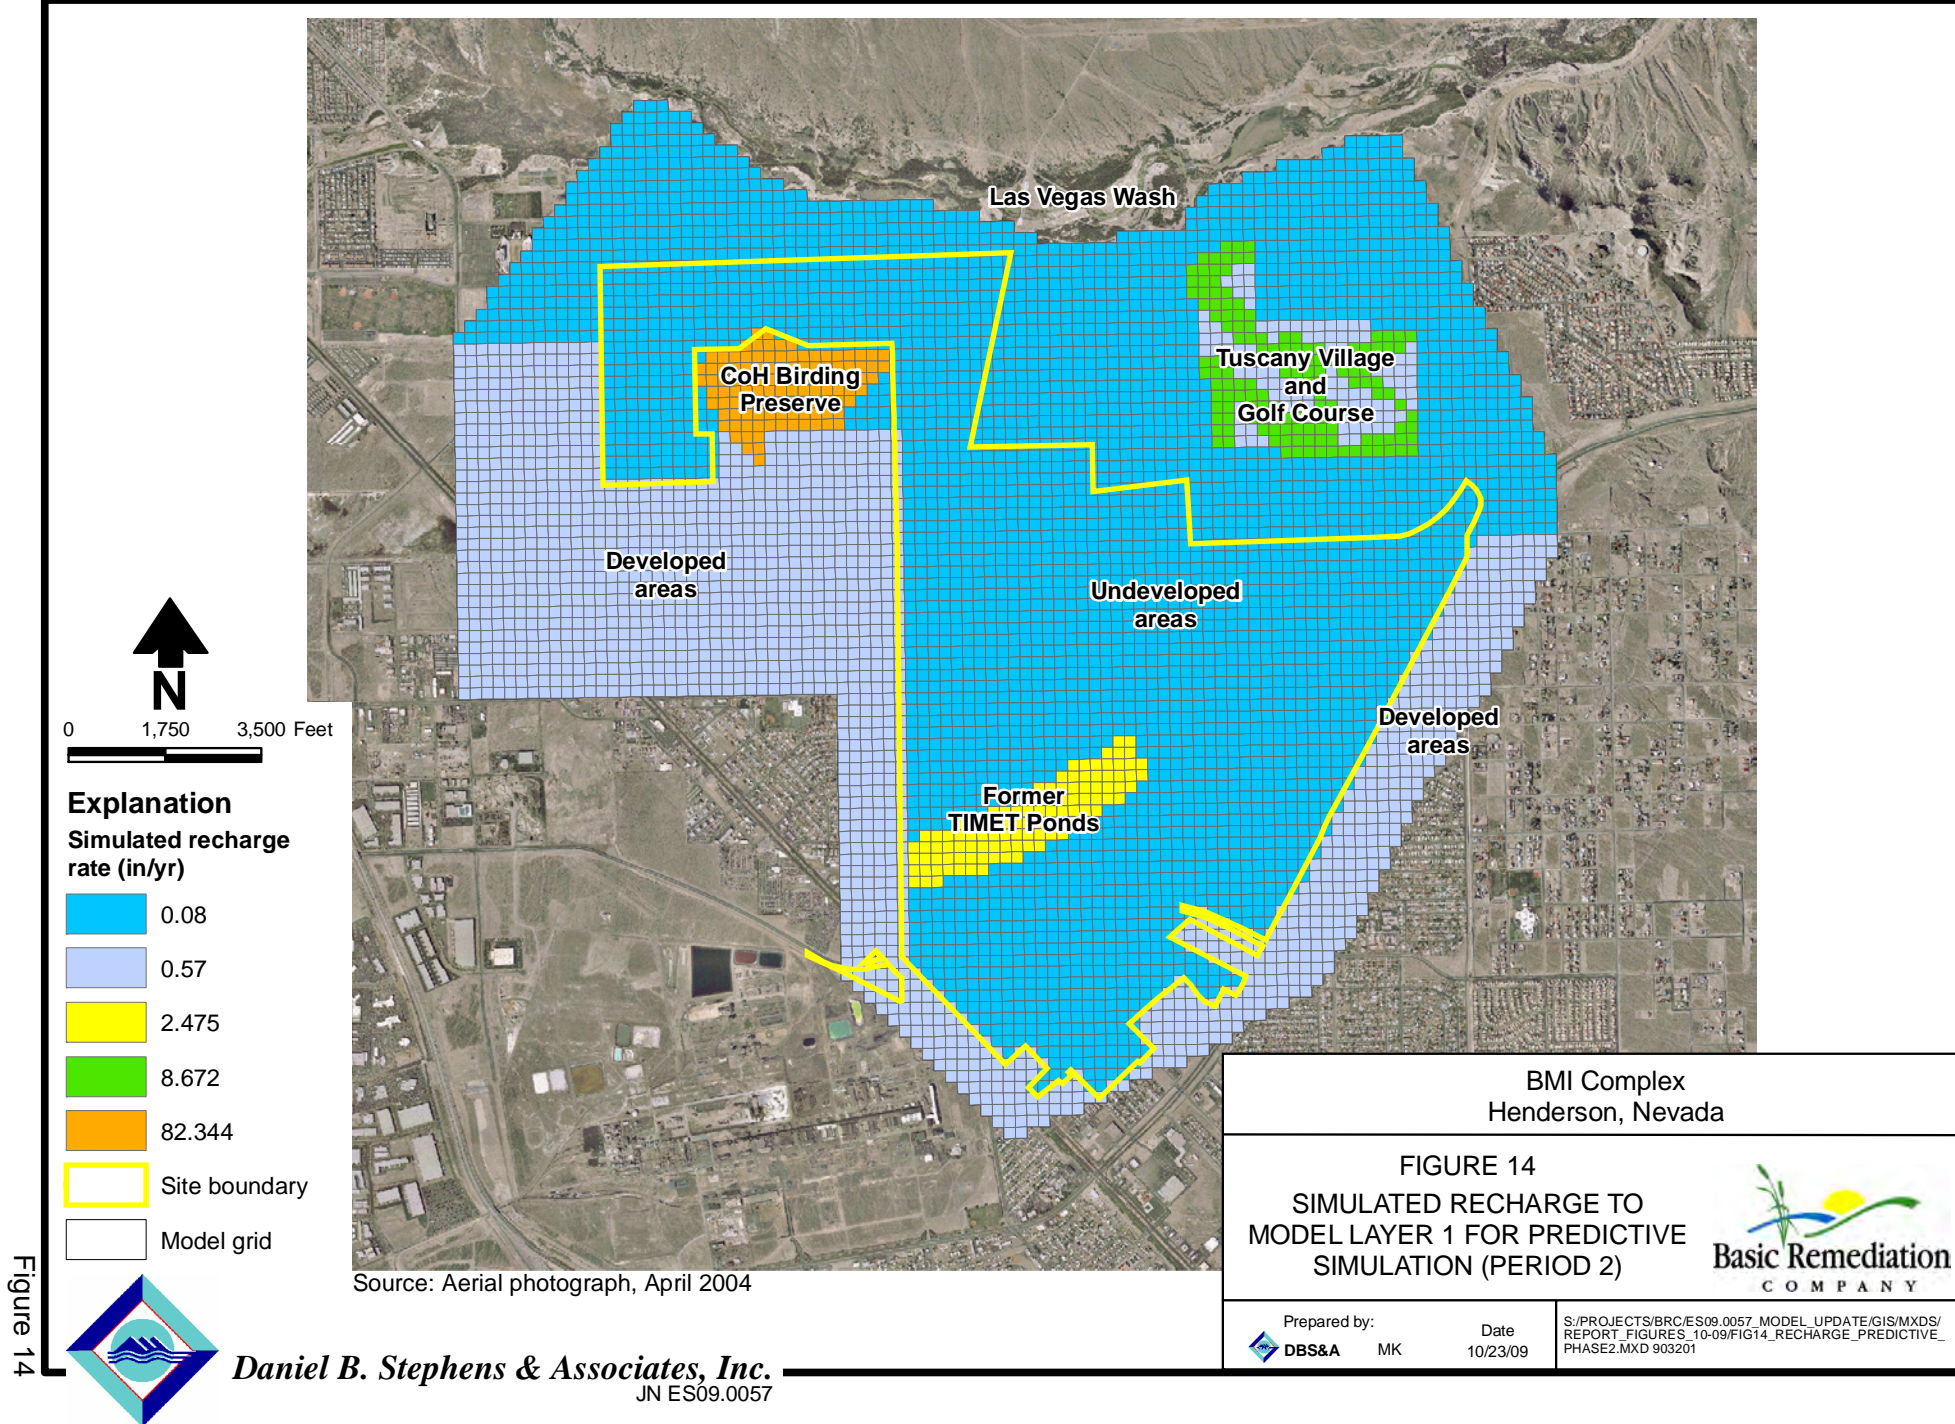 Las Vegas Wash
CoH Birding
Preserve
Tuscany Village
and
Golf Course
Developed
areas
Undeveloped
areas
Developed
areas
Former
TIMET Ponds
N
0 1,750 3,500 Feet
Explanation
Simulated recharge
rate (in/yr)
0.08
0.57
2.475
8.672
82.344
Site boundary
Model grid
Source: Aerial photograph, April 2004
BMI Complex
Henderson, Nevada
FIGURE 14
SIMULATED RECHARGE TO
MODEL LAYER 1 FOR PREDICTIVE
SIMULATION (PERIOD 2)
Basic Remediation
COMPANY
Prepared by:
DBS&A MK
Date
10/23/09
S:/PROJECTS/BRC/ES09.0057_MODEL_UPDATE/GIS/MXDS/
REPORT_FIGURES_10-09/FIG14_RECHARGE_PREDICTIVE_
PHASE2.MXD 903201
Daniel B. Stephens & Associates, Inc.
JN ES09.0057
Figure 14